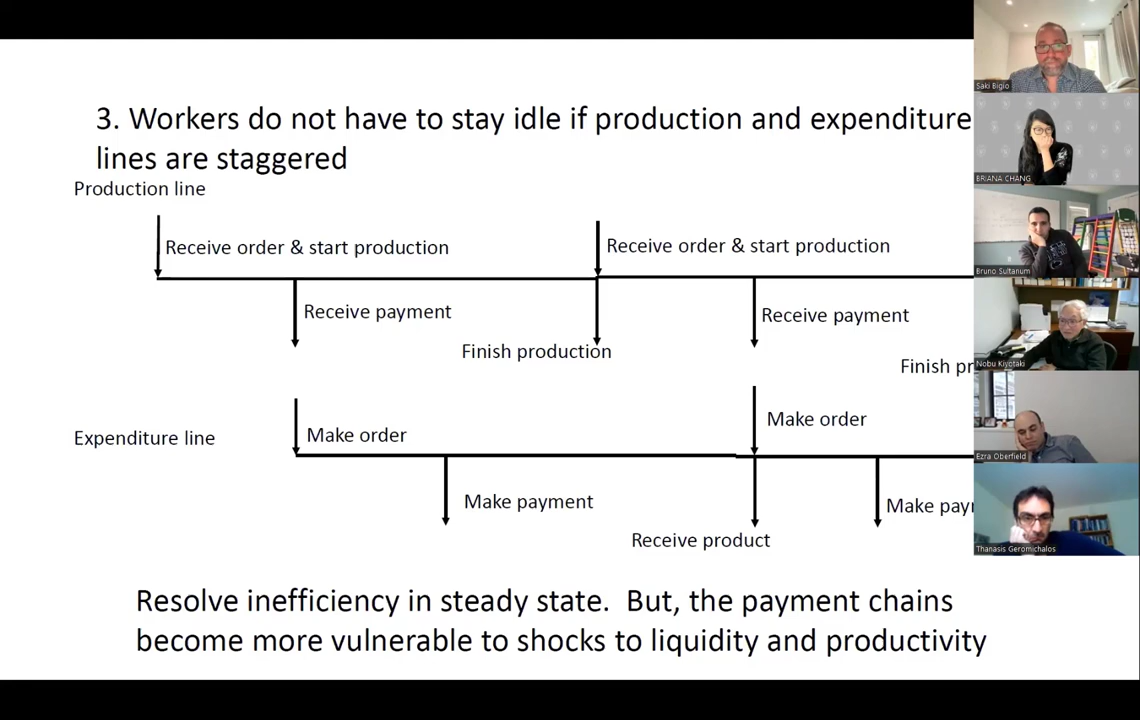 3. Workers do not have to stay idle if production and expenditure
lines are staggered
Production line
Receive order & start production
Receive order & start production
Receive payment
Receive payment
Finish production
Finish pr
Make order
Make order
Expenditure line
Make payment
Make payr
Receive product
Resolve inefficiency in steady state. But, the payment chains
become more vulnerable to shocks to liquidity and productivity
Saki Bigio
BRIANA CHANG
Bruno Sultanum
Nobu Kiyotaki
Ezra Oberfield
Thanasis Geromichalos